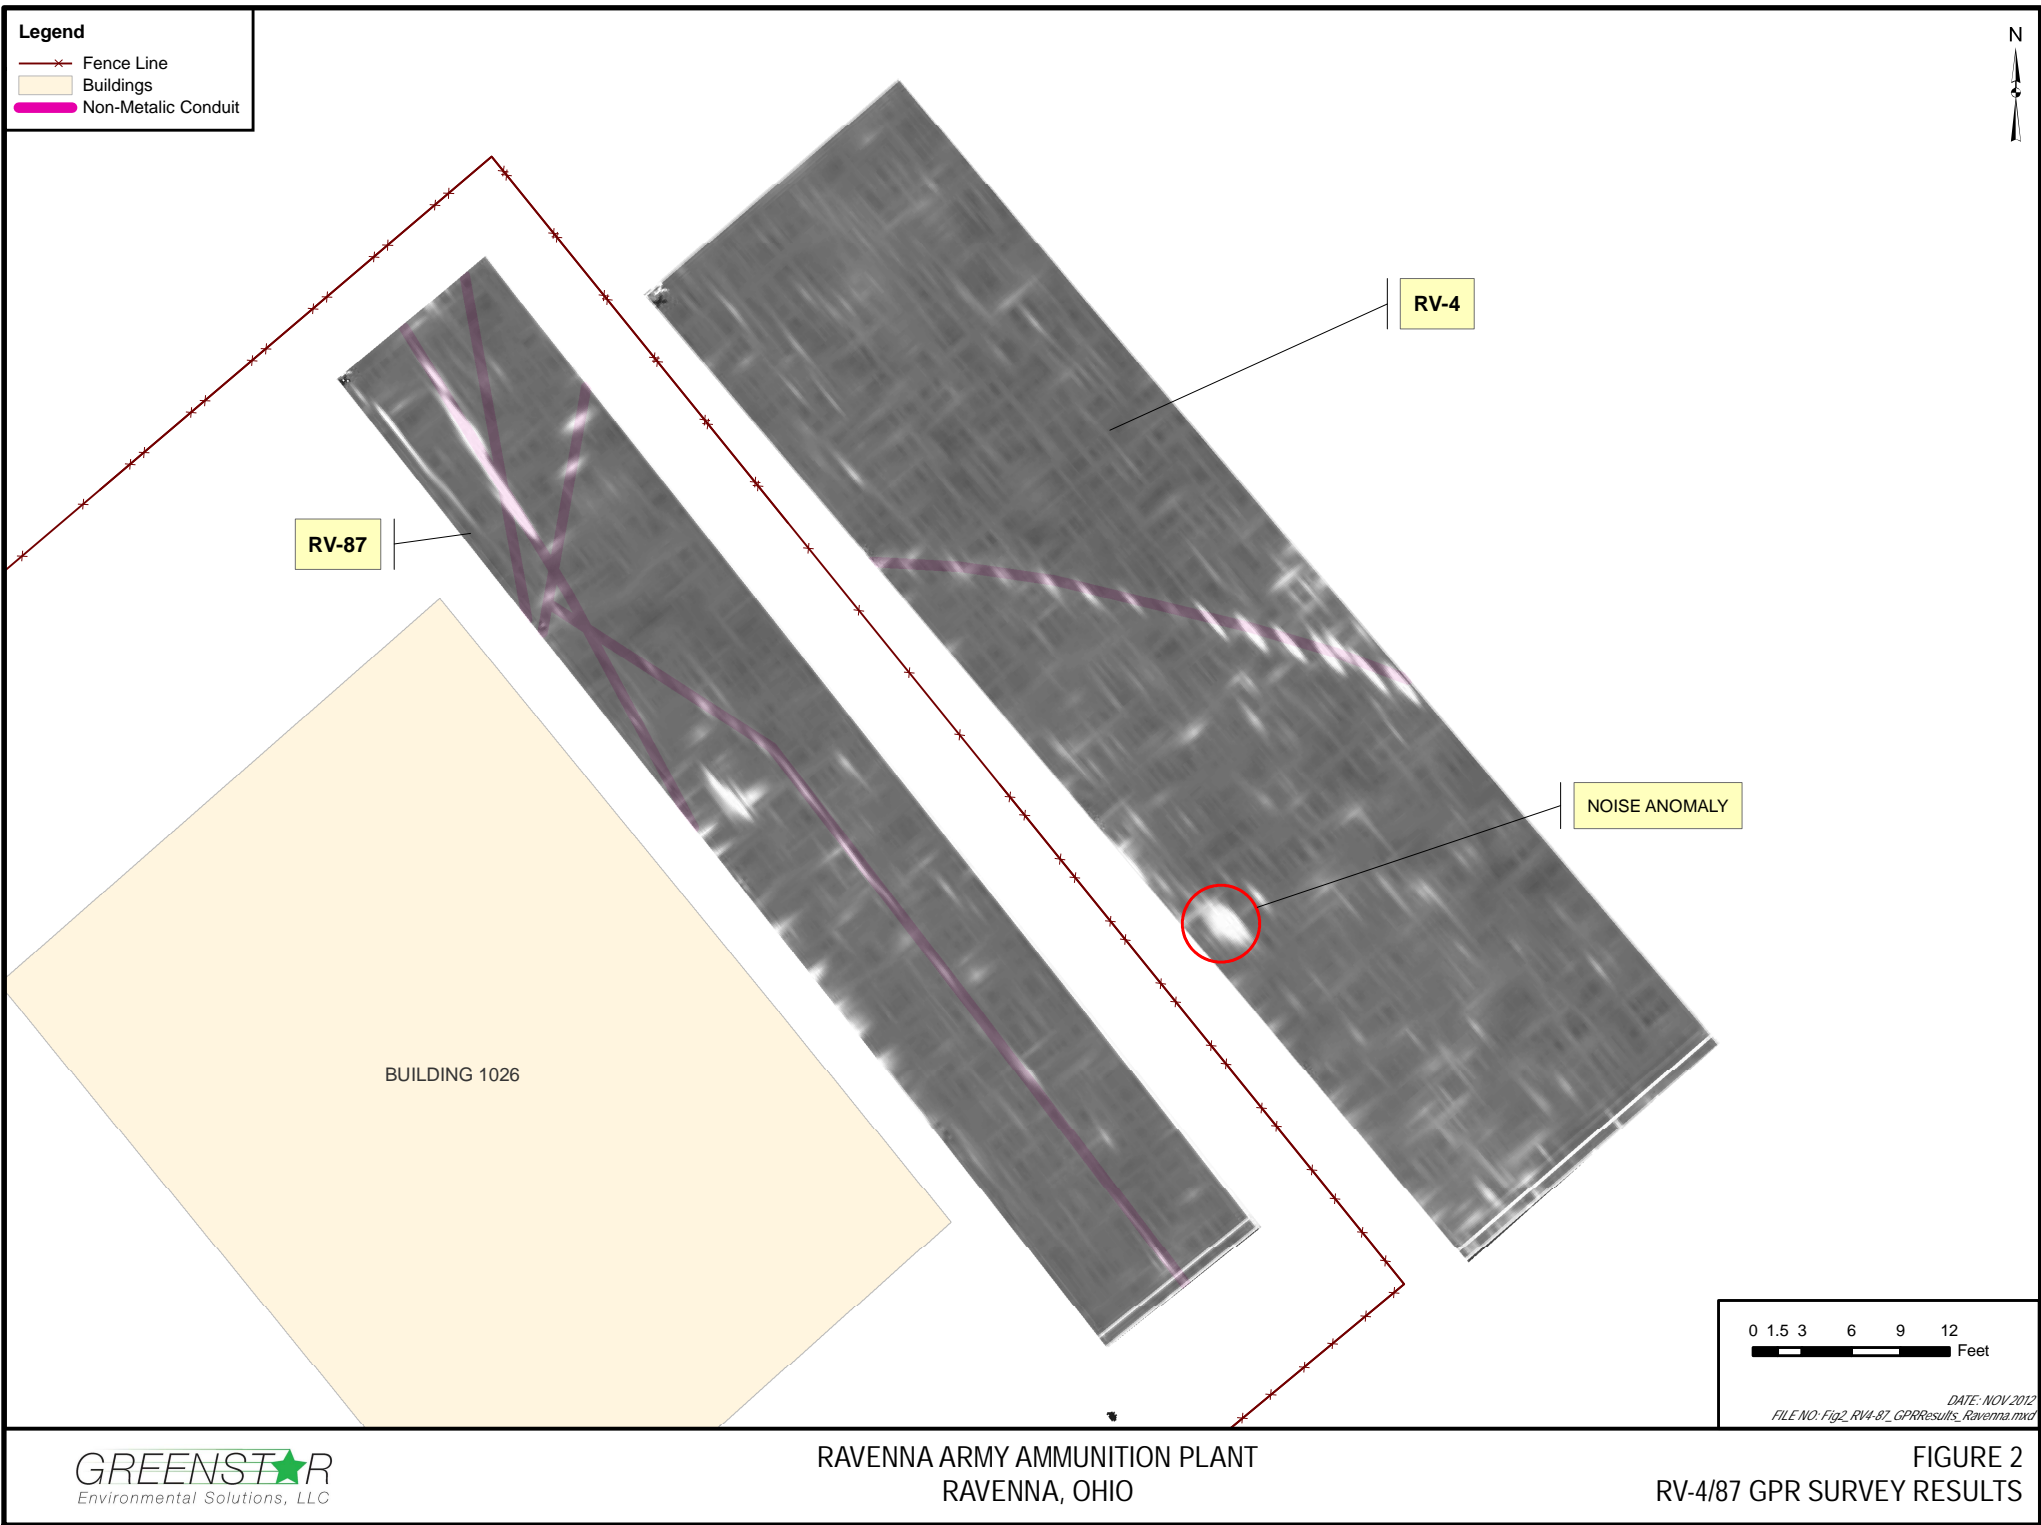 Legend
Fence Line
Buildings
Non-Metalic Conduit
N
RV-4
RV-87
NOISE ANOMALY
BUILDING 1026
0 1.5 3 6 9 12
Feet
DATE: NOV 2012
FILE NO: Fig2_RV4-87_GPRResults_Ravenna.mxd
GREENSTAR
Environmental Solutions, LLC
RAVENNA ARMY AMMUNITION PLANT
RAVENNA, OHIO
FIGURE 2
RV-4/87 GPR SURVEY RESULTS